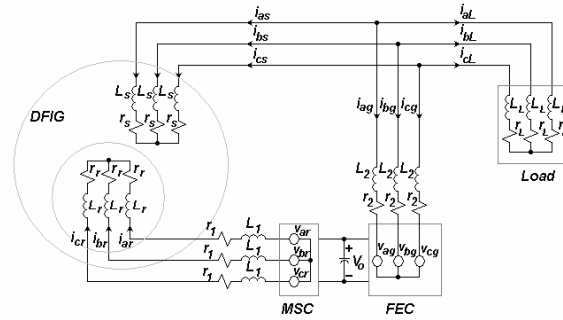 i_as i_aL
i_bs i_bL
i_cs i_cL
L_s L_s L_s
i_ag i_bg i_cg
L_L L_L L_L
DFIG
r_s r_s r_s
r_L r_L r_L
L_2 L_2 L_2
Load
r_r r_r r_r
r_2 r_2 r_2
L_r L_r L_r
i_cr i_br i_ar
r_1 L_1 v_ar
r_1 L_1 v_br
r_1 L_1 v_cr
+ V_o −
v_ag v_bg v_cg
MSC FEC